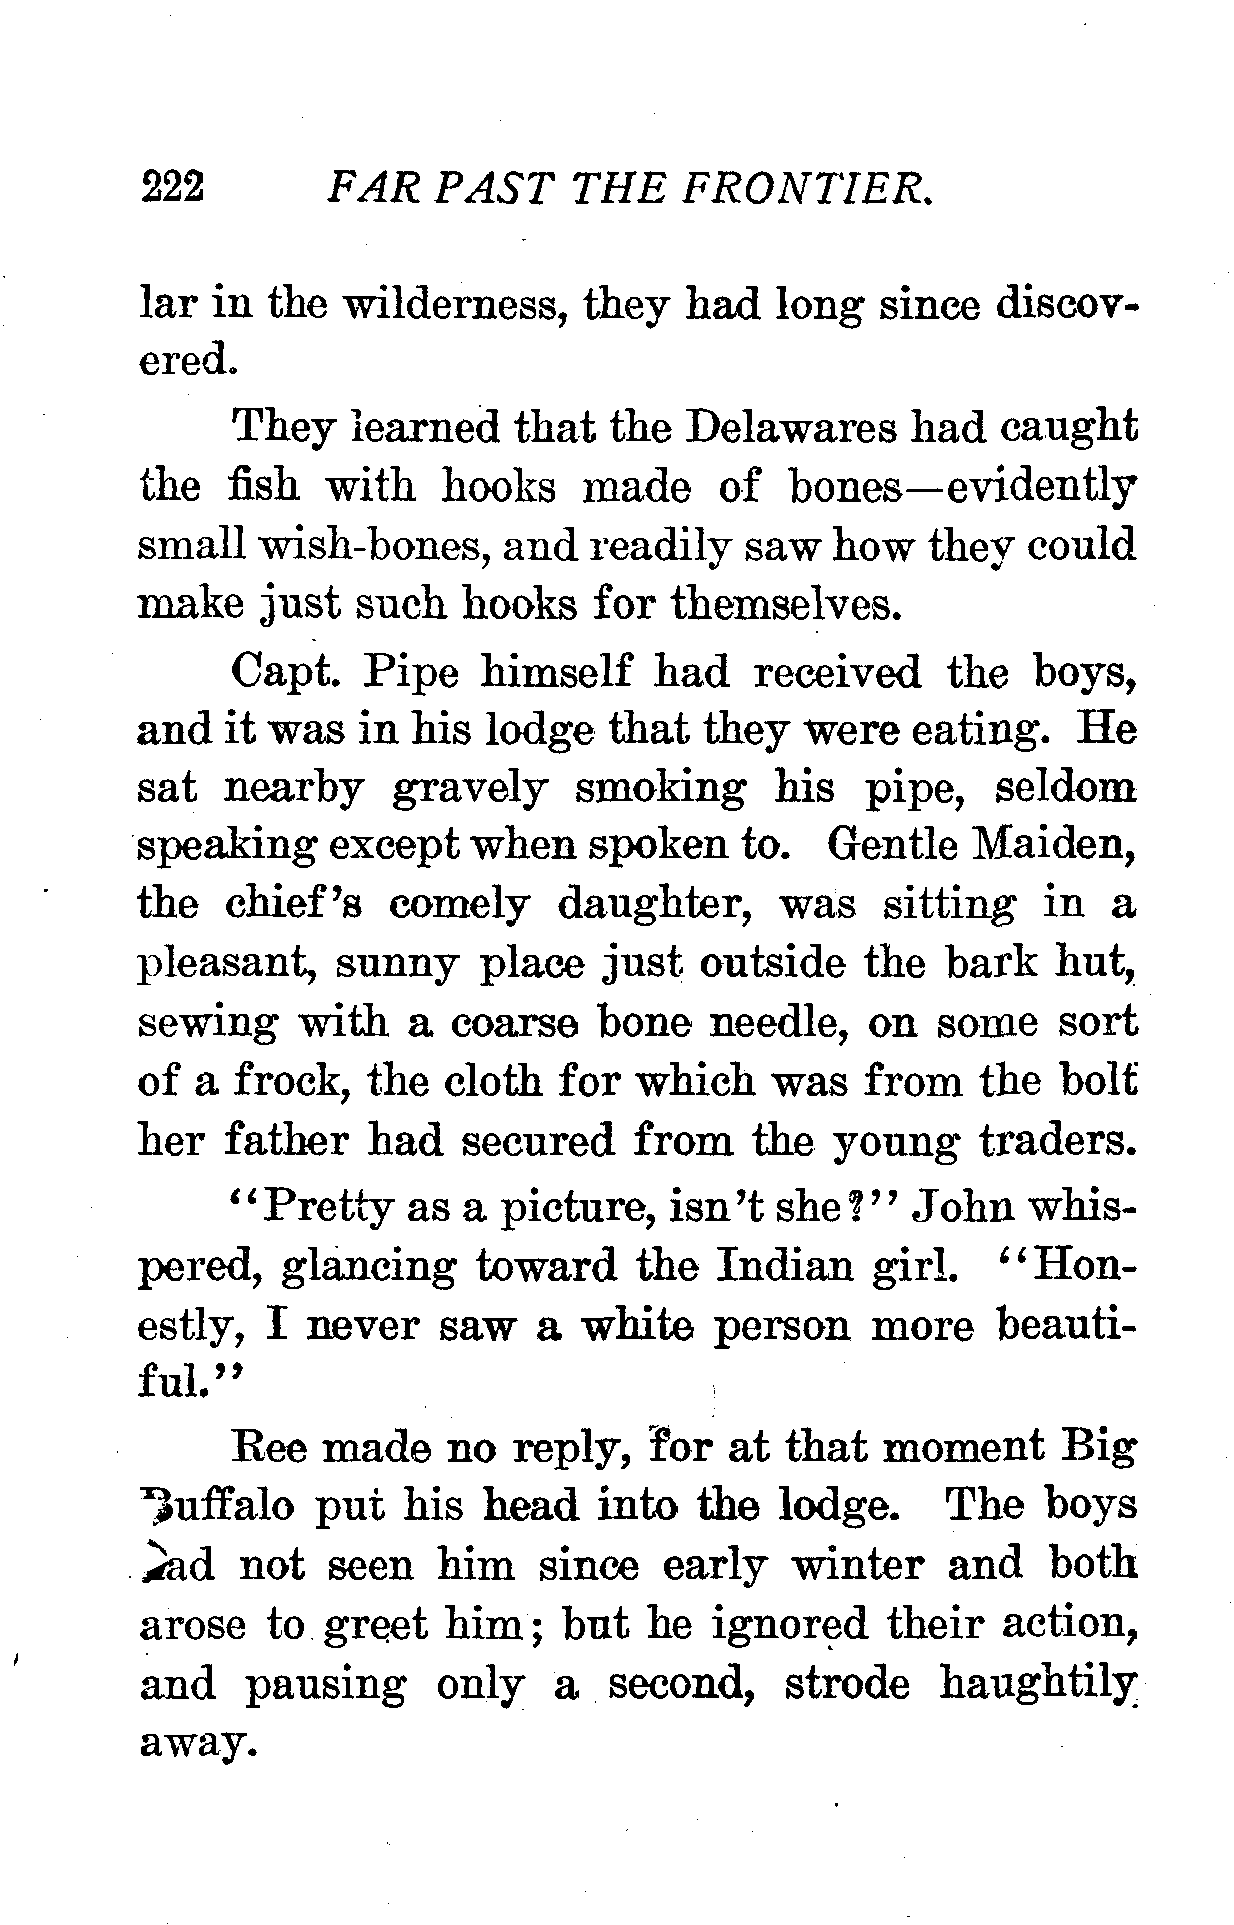 222 FAR PAST THE FRONTIER.
lar in the wilderness, they had long since discov-
ered.
They learned that the Delawares had caught
the fish with hooks made of bones—evidently
small wish-bones, and readily saw how they could
make just such hooks for themselves.
Capt. Pipe himself had received the boys,
and it was in his lodge that they were eating. He
sat nearby gravely smoking his pipe, seldom
speaking except when spoken to. Gentle Maiden,
the chief's comely daughter, was sitting in a
pleasant, sunny place just outside the bark hut,
sewing with a coarse bone needle, on some sort
of a frock, the cloth for which was from the bolt
her father had secured from the young traders.
"Pretty as a picture, isn't she?" John whis-
pered, glancing toward the Indian girl. "Hon-
estly, I never saw a white person more beauti-
ful."
Ree made no reply, for at that moment Big
Buffalo put his head into the lodge. The boys
had not seen him since early winter and both
arose to greet him; but he ignored their action,
and pausing only a second, strode haughtily
away.